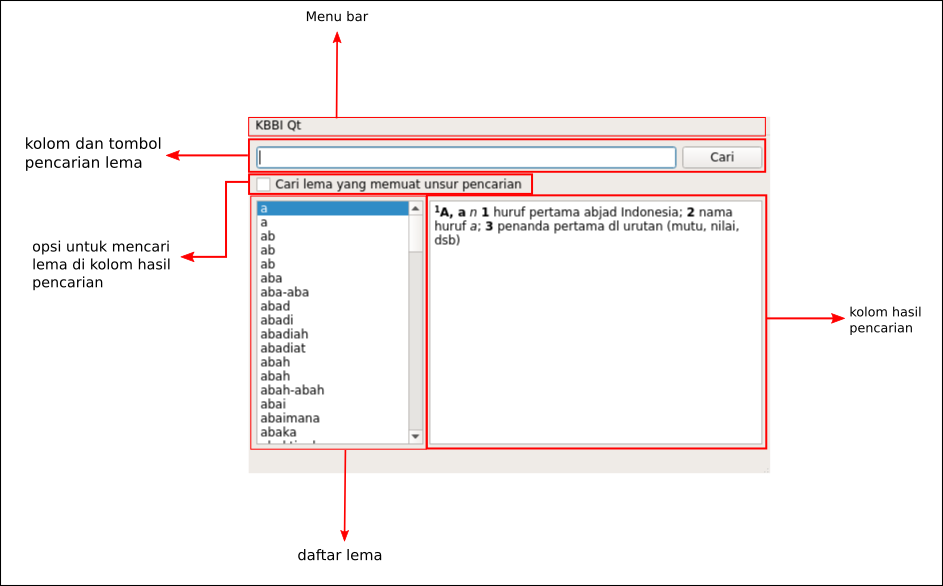 Menu bar
KBBI Qt
kolom dan tombol
pencarian lema
Cari
Cari lema yang memuat unsur pencarian
opsi untuk mencari
lema di kolom hasil
pencarian
a
a
ab
ab
ab
aba
aba-aba
abad
abadi
abadiah
abadiat
abah
abah
abah-abah
abai
abaimana
abaka
¹A, a n 1 huruf pertama abjad Indonesia; 2 nama
huruf a; 3 penanda pertama dl urutan (mutu, nilai,
dsb)
kolom hasil
pencarian
daftar lema